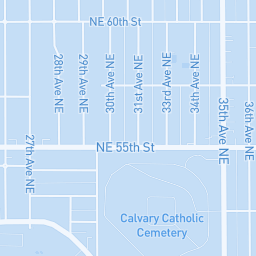 NE 60th St
28th Ave NE
29th Ave NE
30th Ave NE
31st Ave NE
33rd Ave NE
34th Ave NE
35th Ave NE
36th Ave NE
27th Ave NE
NE 55th St
Calvary Catholic
Cemetery